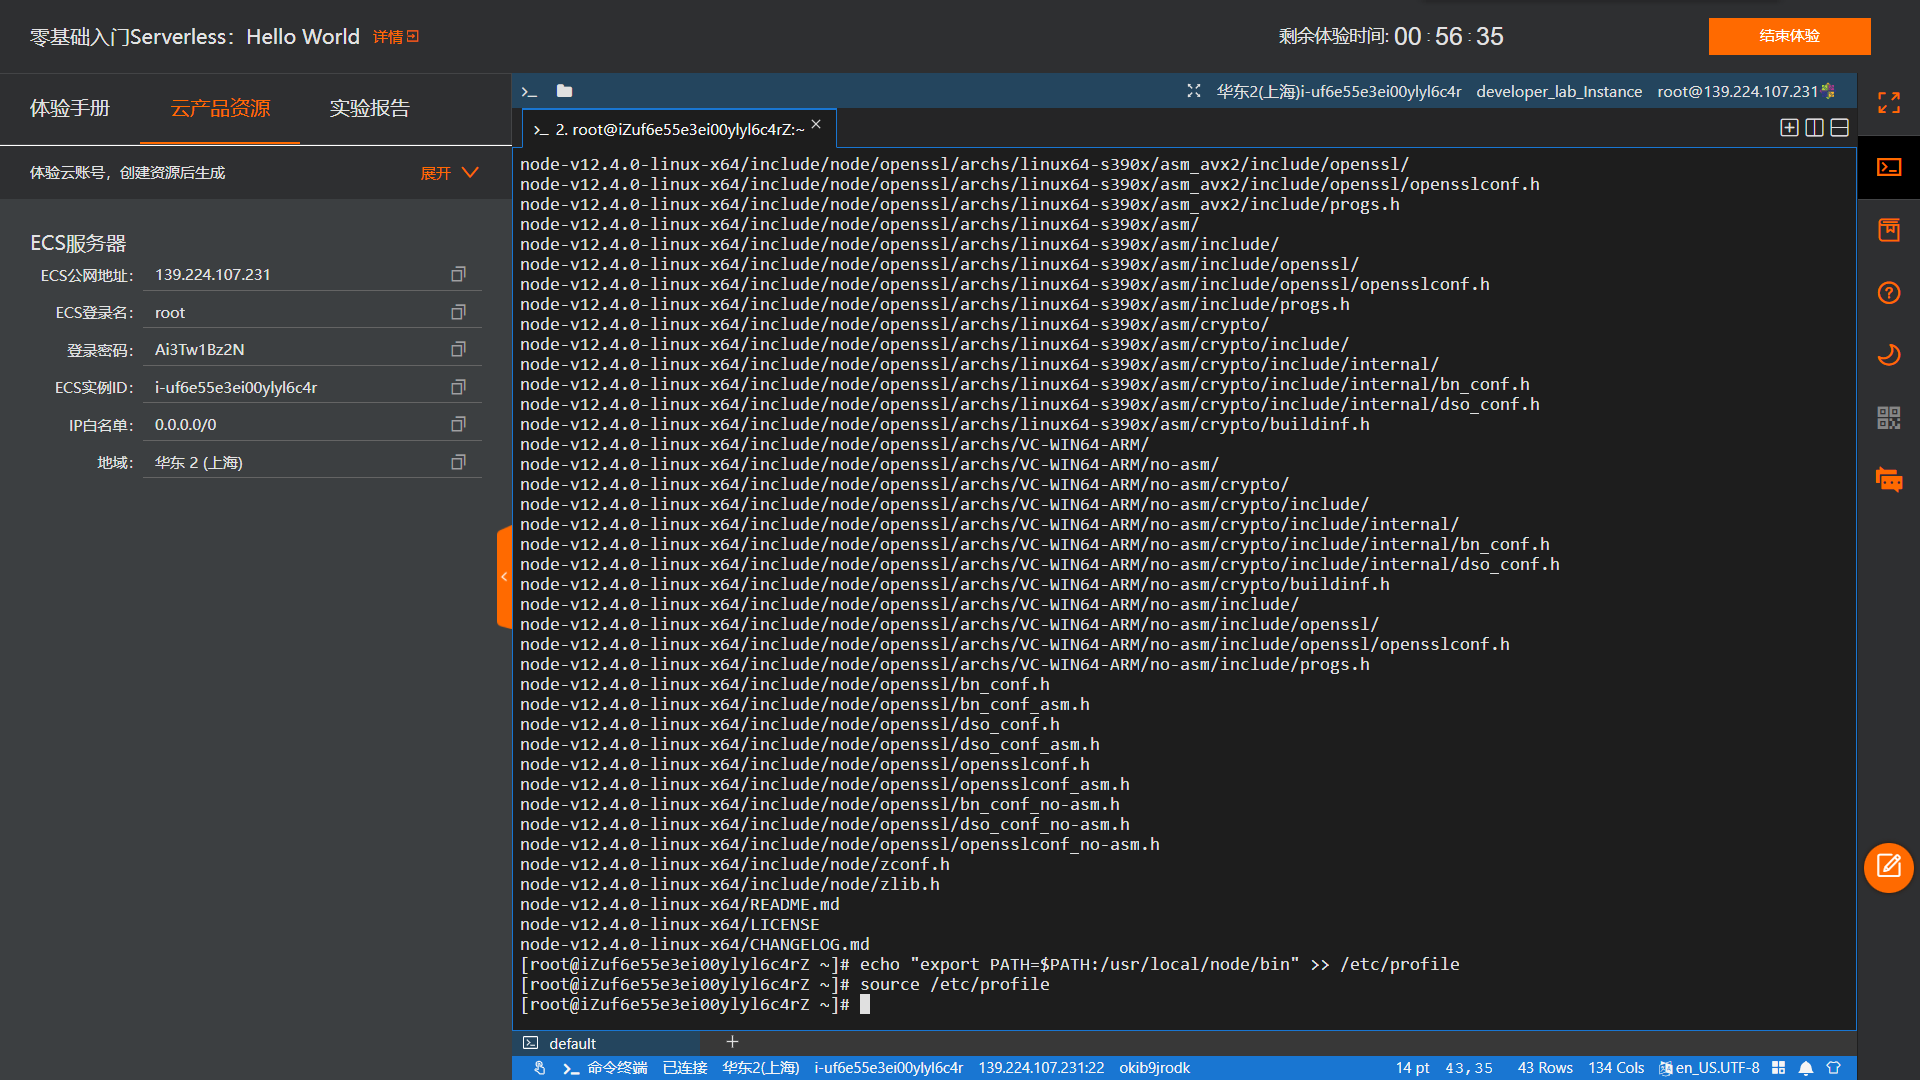 零基础入门Serverless：Hello World 详情
剩余体验时间: 00 : 56 : 35
结束体验
体验手册 云产品资源 实验报告
体验云账号，创建资源后生成 展开
ECS服务器
ECS公网地址： 139.224.107.231
ECS登录名： root
登录密码： Ai3Tw1Bz2N
ECS实例ID： i-uf6e55e3ei00ylyl6c4r
IP白名单： 0.0.0.0/0
地域： 华东 2 (上海)
华东2(上海)i-uf6e55e3ei00ylyl6c4r developer_lab_Instance root@139.224.107.231
2. root@iZuf6e55e3ei00ylyl6c4rZ:~
node-v12.4.0-linux-x64/include/node/openssl/archs/linux64-s390x/asm_avx2/include/openssl/
node-v12.4.0-linux-x64/include/node/openssl/archs/linux64-s390x/asm_avx2/include/openssl/opensslconf.h
node-v12.4.0-linux-x64/include/node/openssl/archs/linux64-s390x/asm_avx2/include/progs.h
node-v12.4.0-linux-x64/include/node/openssl/archs/linux64-s390x/asm/
node-v12.4.0-linux-x64/include/node/openssl/archs/linux64-s390x/asm/include/
node-v12.4.0-linux-x64/include/node/openssl/archs/linux64-s390x/asm/include/openssl/
node-v12.4.0-linux-x64/include/node/openssl/archs/linux64-s390x/asm/include/openssl/opensslconf.h
node-v12.4.0-linux-x64/include/node/openssl/archs/linux64-s390x/asm/include/progs.h
node-v12.4.0-linux-x64/include/node/openssl/archs/linux64-s390x/asm/crypto/
node-v12.4.0-linux-x64/include/node/openssl/archs/linux64-s390x/asm/crypto/include/
node-v12.4.0-linux-x64/include/node/openssl/archs/linux64-s390x/asm/crypto/include/internal/
node-v12.4.0-linux-x64/include/node/openssl/archs/linux64-s390x/asm/crypto/include/internal/bn_conf.h
node-v12.4.0-linux-x64/include/node/openssl/archs/linux64-s390x/asm/crypto/include/internal/dso_conf.h
node-v12.4.0-linux-x64/include/node/openssl/archs/linux64-s390x/asm/crypto/buildinf.h
node-v12.4.0-linux-x64/include/node/openssl/archs/VC-WIN64-ARM/
node-v12.4.0-linux-x64/include/node/openssl/archs/VC-WIN64-ARM/no-asm/
node-v12.4.0-linux-x64/include/node/openssl/archs/VC-WIN64-ARM/no-asm/crypto/
node-v12.4.0-linux-x64/include/node/openssl/archs/VC-WIN64-ARM/no-asm/crypto/include/
node-v12.4.0-linux-x64/include/node/openssl/archs/VC-WIN64-ARM/no-asm/crypto/include/internal/
node-v12.4.0-linux-x64/include/node/openssl/archs/VC-WIN64-ARM/no-asm/crypto/include/internal/bn_conf.h
node-v12.4.0-linux-x64/include/node/openssl/archs/VC-WIN64-ARM/no-asm/crypto/include/internal/dso_conf.h
node-v12.4.0-linux-x64/include/node/openssl/archs/VC-WIN64-ARM/no-asm/crypto/buildinf.h
node-v12.4.0-linux-x64/include/node/openssl/archs/VC-WIN64-ARM/no-asm/include/
node-v12.4.0-linux-x64/include/node/openssl/archs/VC-WIN64-ARM/no-asm/include/openssl/
node-v12.4.0-linux-x64/include/node/openssl/archs/VC-WIN64-ARM/no-asm/include/openssl/opensslconf.h
node-v12.4.0-linux-x64/include/node/openssl/archs/VC-WIN64-ARM/no-asm/include/progs.h
node-v12.4.0-linux-x64/include/node/openssl/bn_conf.h
node-v12.4.0-linux-x64/include/node/openssl/bn_conf_asm.h
node-v12.4.0-linux-x64/include/node/openssl/dso_conf.h
node-v12.4.0-linux-x64/include/node/openssl/dso_conf_asm.h
node-v12.4.0-linux-x64/include/node/openssl/opensslconf.h
node-v12.4.0-linux-x64/include/node/openssl/opensslconf_asm.h
node-v12.4.0-linux-x64/include/node/openssl/bn_conf_no-asm.h
node-v12.4.0-linux-x64/include/node/openssl/dso_conf_no-asm.h
node-v12.4.0-linux-x64/include/node/openssl/opensslconf_no-asm.h
node-v12.4.0-linux-x64/include/node/zconf.h
node-v12.4.0-linux-x64/include/node/zlib.h
node-v12.4.0-linux-x64/README.md
node-v12.4.0-linux-x64/LICENSE
node-v12.4.0-linux-x64/CHANGELOG.md
[root@iZuf6e55e3ei00ylyl6c4rZ ~]# echo "export PATH=$PATH:/usr/local/node/bin" >> /etc/profile
[root@iZuf6e55e3ei00ylyl6c4rZ ~]# source /etc/profile
[root@iZuf6e55e3ei00ylyl6c4rZ ~]#
default
命令终端 已连接 华东2(上海) i-uf6e55e3ei00ylyl6c4r 139.224.107.231:22 okib9jrodk 14 pt 43,35 43 Rows 134 Cols en_US.UTF-8